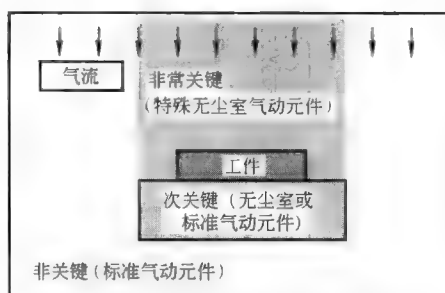 气流
非常关键
(特殊无尘室气动元件)
工件
次关键（无尘室或
标准气动元件)
非关键(标准气动元件)